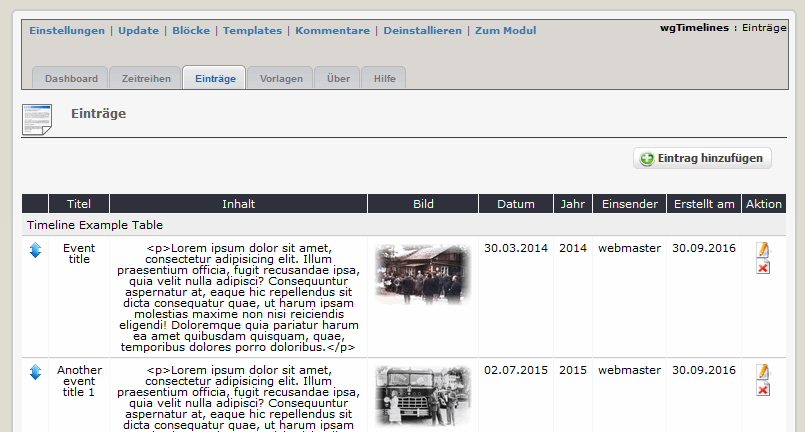 Einstellungen | Update | Blöcke | Templates | Kommentare | Deinstallieren | Zum Modul
wgTimelines : Einträge
Dashboard Zeitreihen Einträge Vorlagen Über Hilfe
Einträge
Eintrag hinzufügen
Titel Inhalt Bild Datum Jahr Einsender Erstellt am Aktion
Timeline Example Table
Event
title
<p>Lorem ipsum dolor sit amet,
consectetur adipisicing elit. Illum
praesentium officia, fugit recusandae ipsa,
quia velit nulla adipisci? Consequuntur
aspernatur at, eaque hic repellendus sit
dicta consequatur quae, ut harum ipsam
molestias maxime non nisi reiciendis
eligendi! Doloremque quia pariatur harum
ea amet quibusdam quisquam, quae,
temporibus dolores porro doloribus.</p>
30.03.2014 2014 webmaster 30.09.2016
Another
event
title 1
<p>Lorem ipsum dolor sit amet,
consectetur adipisicing elit. Illum
praesentium officia, fugit recusandae ipsa,
quia velit nulla adipisci? Consequuntur
aspernatur at, eaque hic repellendus sit
dicta consequatur quae, ut harum ipsam
02.07.2015 2015 webmaster 30.09.2016